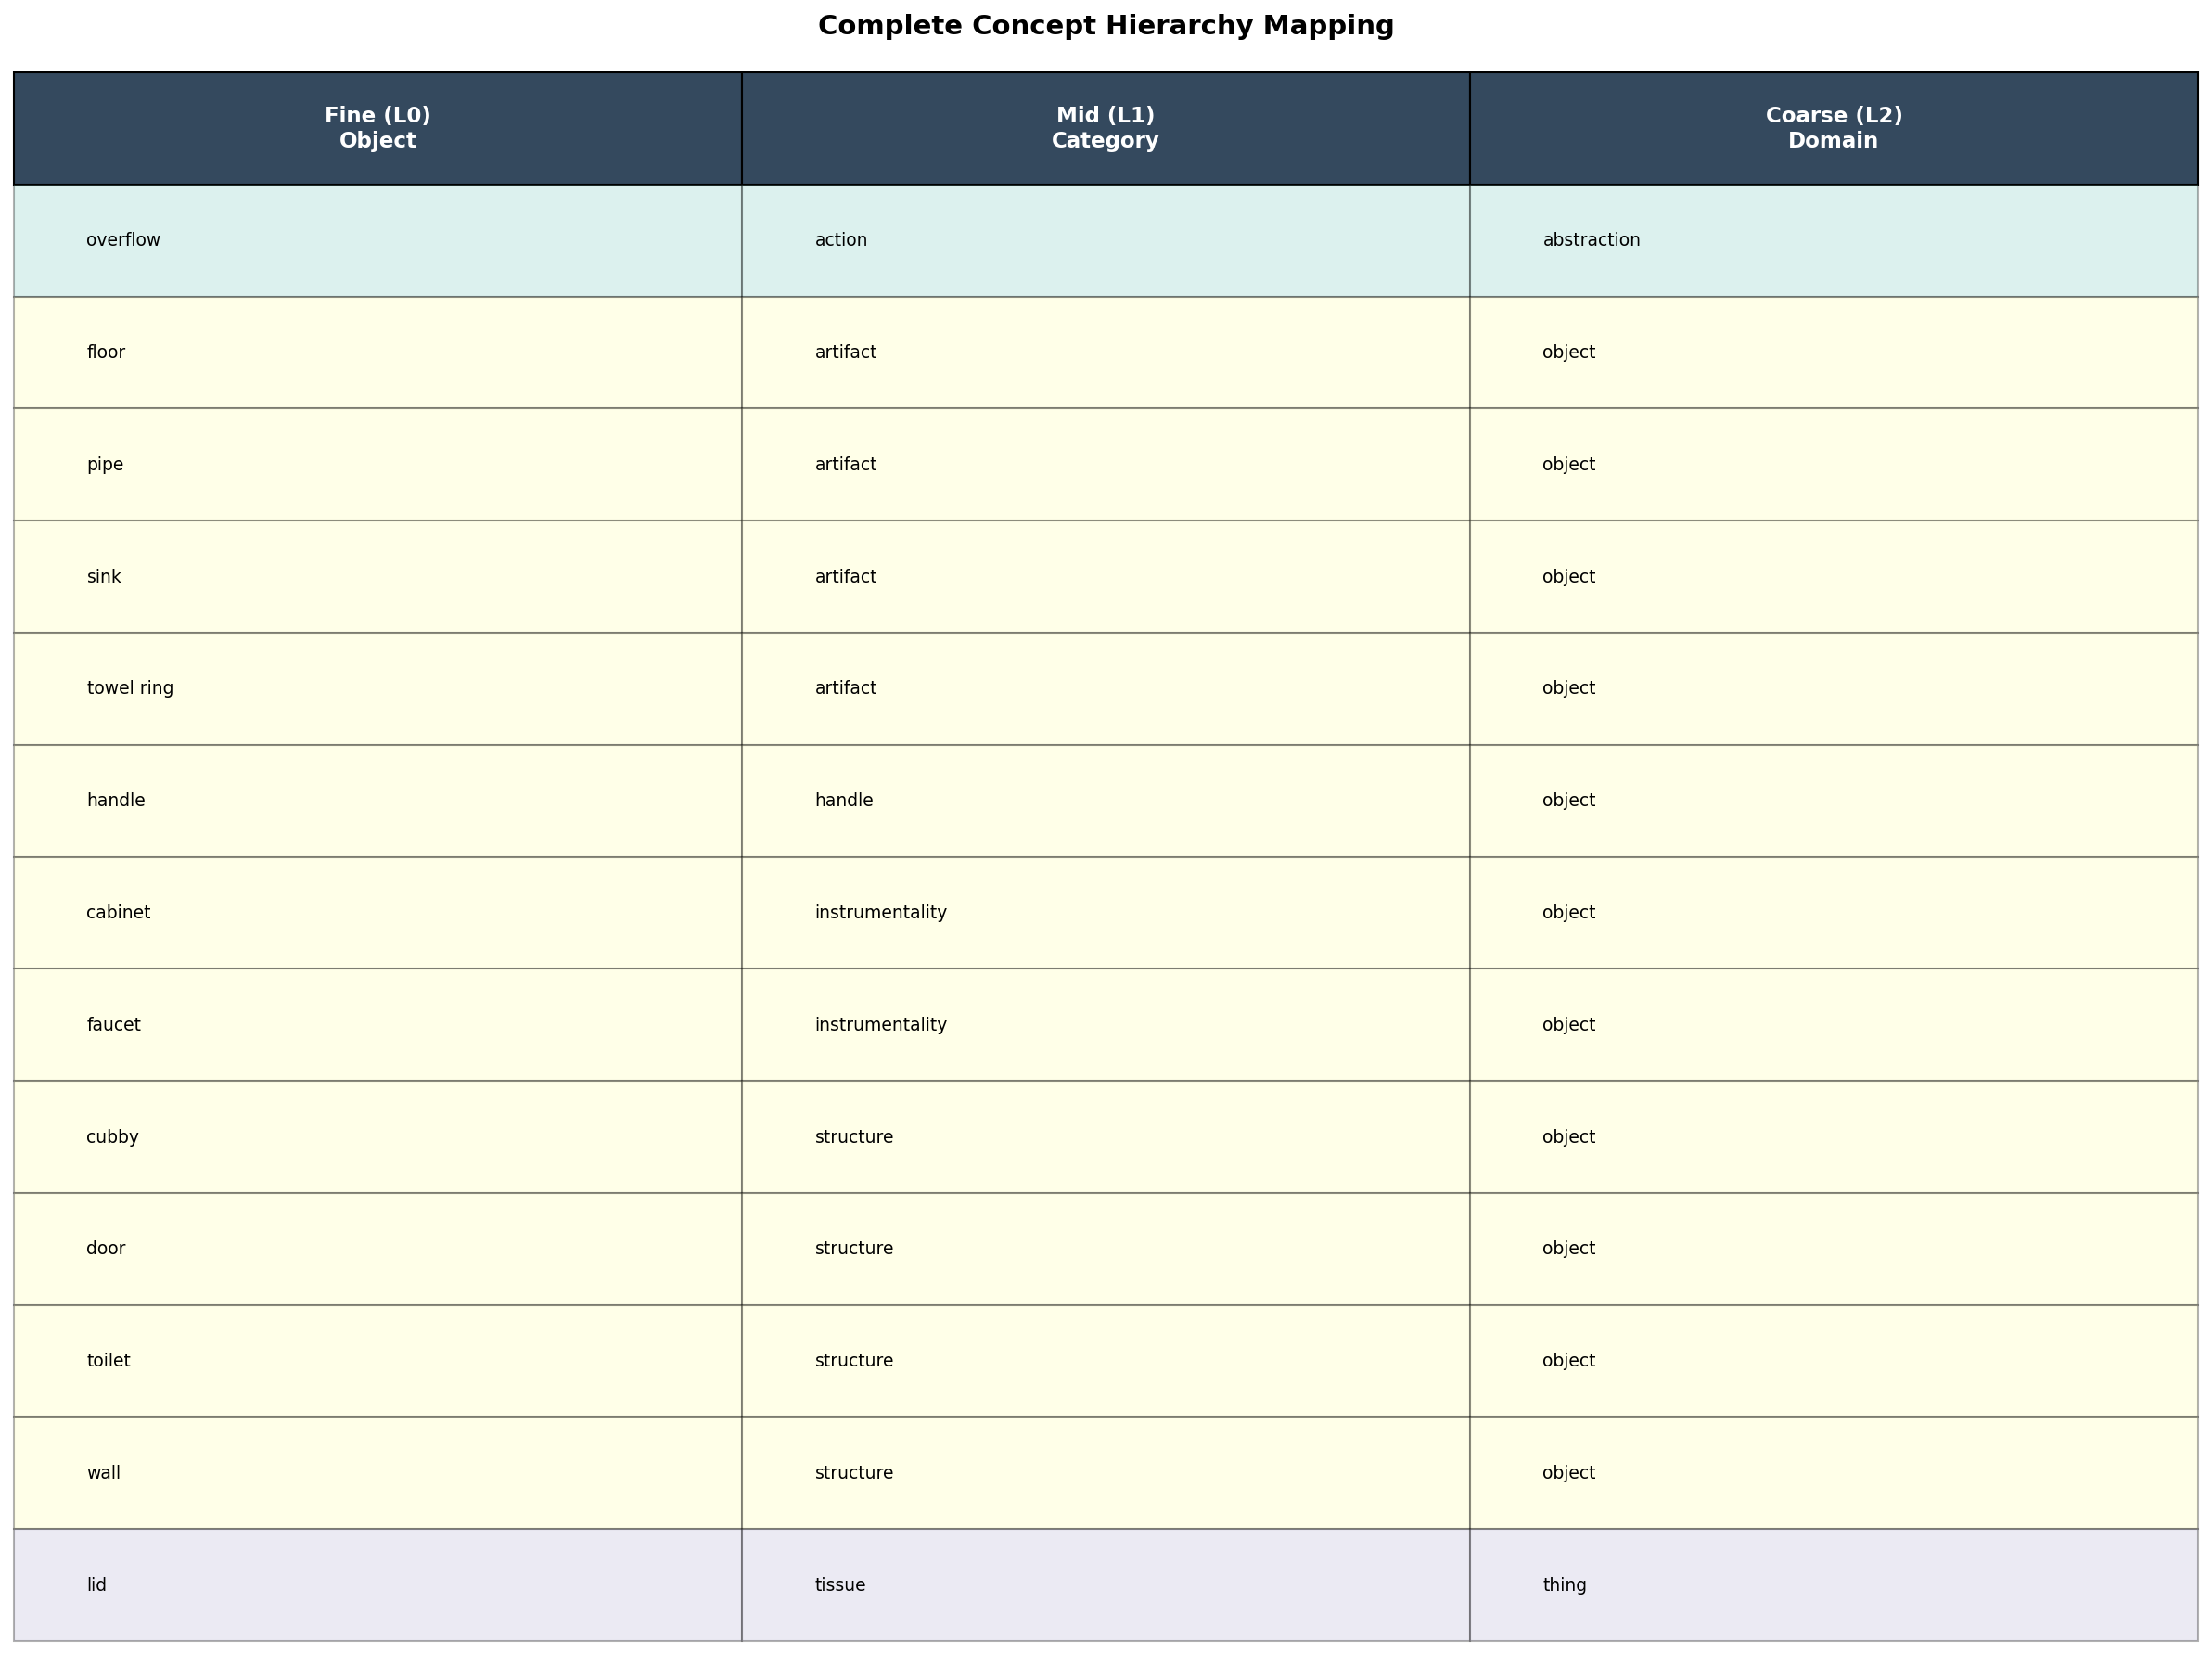 Complete Concept Hierarchy Mapping
Fine (L0)
Object
Mid (L1)
Category
Coarse (L2)
Domain
overflow action abstraction
floor artifact object
pipe artifact object
sink artifact object
towel ring artifact object
handle handle object
cabinet instrumentality object
faucet instrumentality object
cubby structure object
door structure object
toilet structure object
wall structure object
lid tissue thing